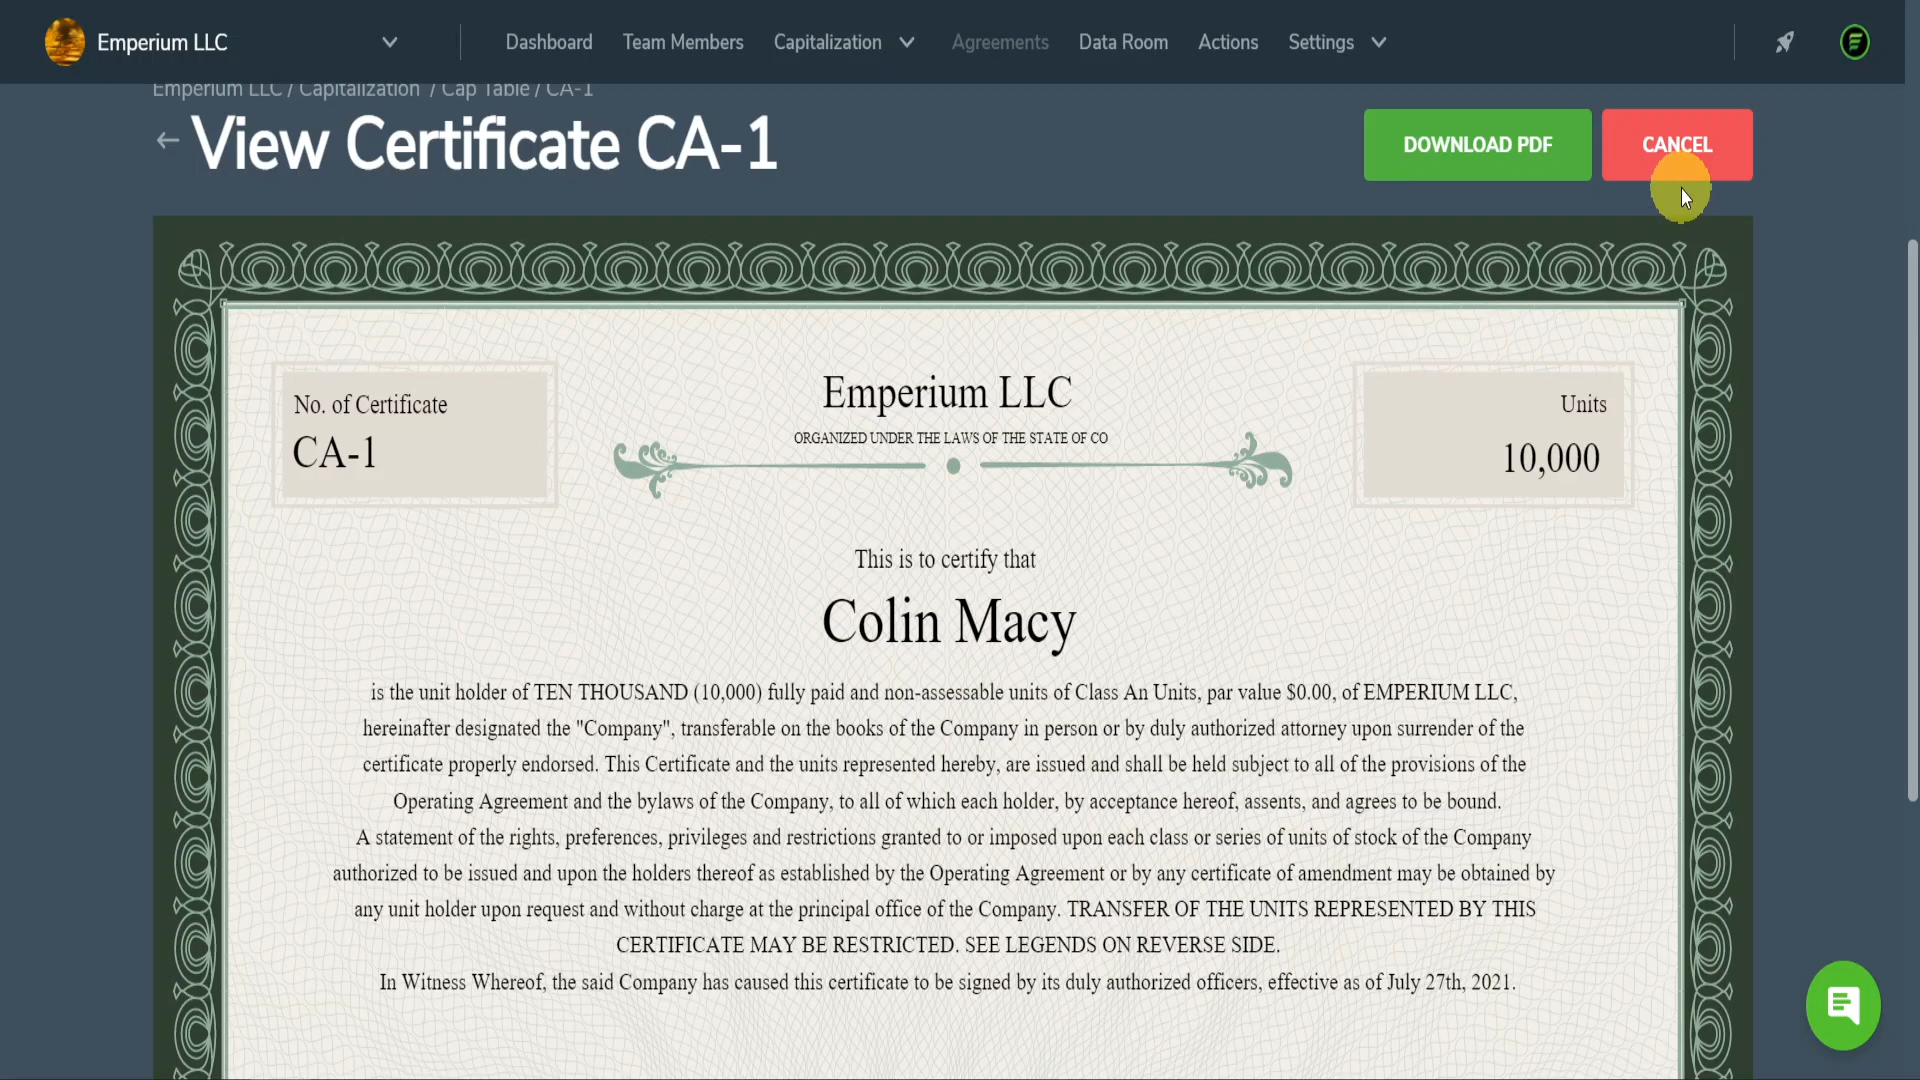 Emperium LLC
Dashboard
Team Members
Capitalization
Agreements
Data Room
Actions
Settings
Emperium LLC / Capitalization / Cap Table / CA-1
View Certificate CA-1
DOWNLOAD PDF
CANCEL
No. of Certificate
CA-1
Emperium LLC
ORGANIZED UNDER THE LAWS OF THE STATE OF CO
Units
10,000
This is to certify that
Colin Macy
is the unit holder of TEN THOUSAND (10,000) fully paid and non-assessable units of Class An Units, par value $0.00, of EMPERIUM LLC,
hereinafter designated the "Company", transferable on the books of the Company in person or by duly authorized attorney upon surrender of the
certificate properly endorsed. This Certificate and the units represented hereby, are issued and shall be held subject to all of the provisions of the
Operating Agreement and the bylaws of the Company, to all of which each holder, by acceptance hereof, assents, and agrees to be bound.
A statement of the rights, preferences, privileges and restrictions granted to or imposed upon each class or series of units of stock of the Company
authorized to be issued and upon the holders thereof as established by the Operating Agreement or by any certificate of amendment may be obtained by
any unit holder upon request and without charge at the principal office of the Company. TRANSFER OF THE UNITS REPRESENTED BY THIS
CERTIFICATE MAY BE RESTRICTED. SEE LEGENDS ON REVERSE SIDE.
In Witness Whereof, the said Company has caused this certificate to be signed by its duly authorized officers, effective as of July 27th, 2021.